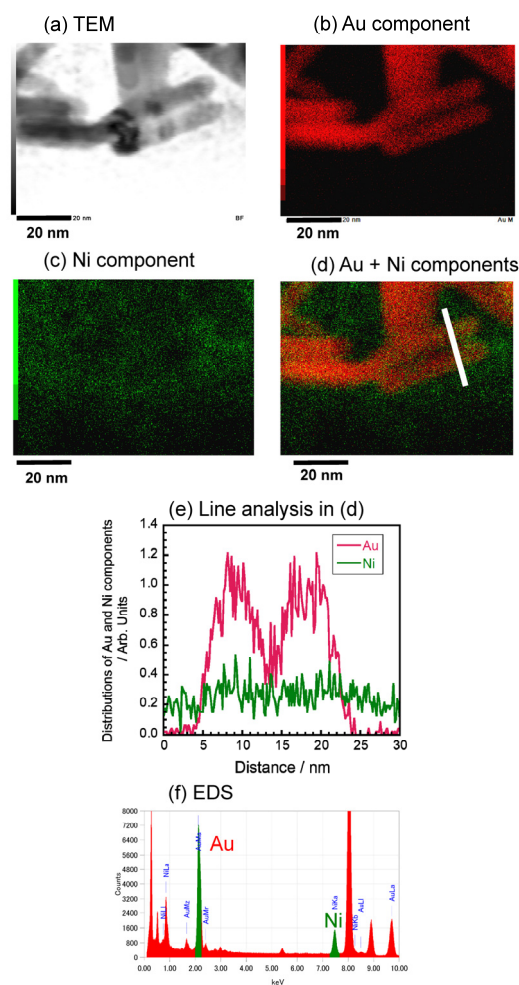 (a) TEM
(b) Au component
20 nm
BF
20 nm
20 nm
Au M
20 nm
(c) Ni component
(d) Au + Ni components
20 nm
20 nm
(e) Line analysis in (d)
Distributions of Au and Ni components
/ Arb. Units
1.4
1.2
1.0
0.8
0.6
0.4
0.2
0.0
Au
Ni
0 5 10 15 20 25 30
Distance / nm
(f) EDS
Counts
8000
7200
6400
5600
4800
4000
3200
2400
1600
800
0
NiLl
NiLa
AuMz
AuMa
Au
AuMr
Ni
NiKa
NiKb
AuLl
AuLa
0.00 1.00 2.00 3.00 4.00 5.00 6.00 7.00 8.00 9.00 10.00
keV